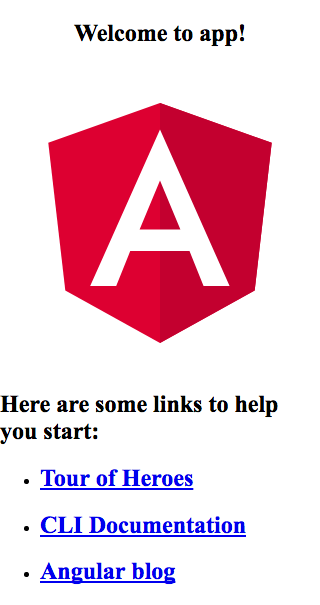 Welcome to app!
A
Here are some links to help
you start:
Tour of Heroes
CLI Documentation
Angular blog